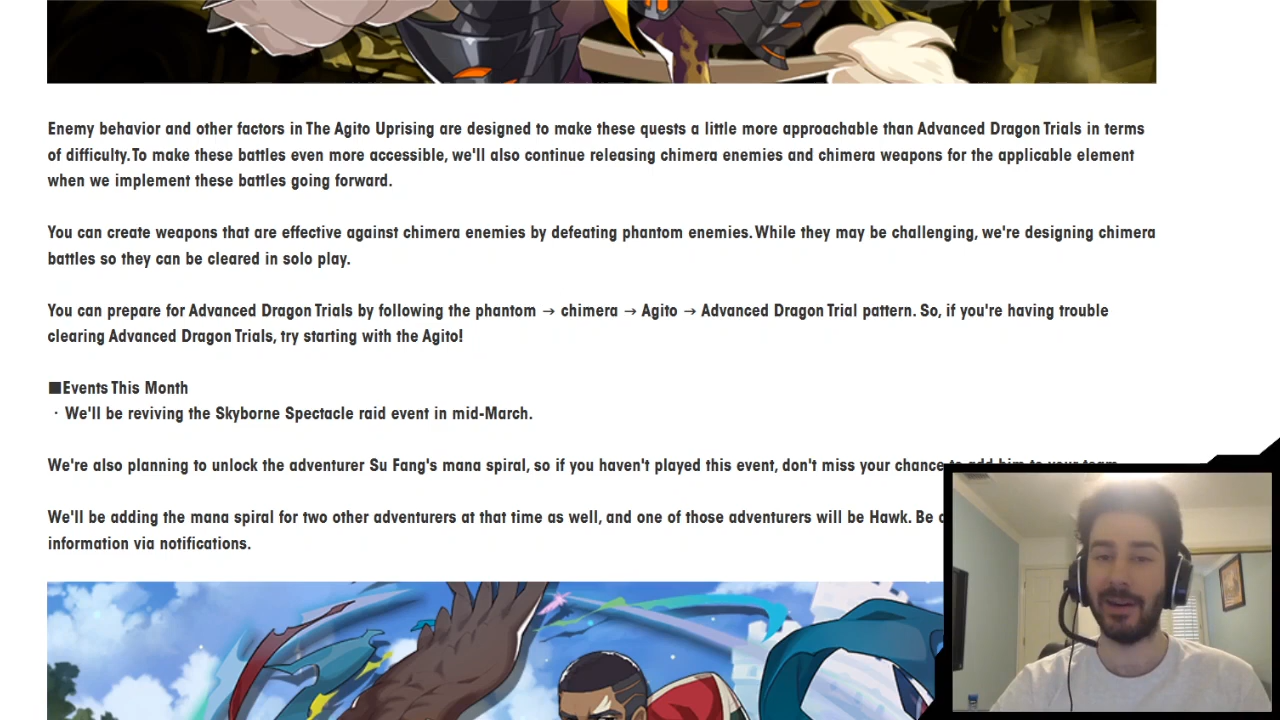 Enemy behavior and other factors in The Agito Uprising are designed to make these quests a little more approachable than Advanced Dragon Trials in terms
of difficulty. To make these battles even more accessible, we'll also continue releasing chimera enemies and chimera weapons for the applicable element
when we implement these battles going forward.
You can create weapons that are effective against chimera enemies by defeating phantom enemies. While they may be challenging, we're designing chimera
battles so they can be cleared in solo play.
You can prepare for Advanced Dragon Trials by following the phantom → chimera → Agito → Advanced Dragon Trial pattern. So, if you're having trouble
clearing Advanced Dragon Trials, try starting with the Agito!
■Events This Month
・We'll be reviving the Skyborne Spectacle raid event in mid-March.
We're also planning to unlock the adventurer Su Fang's mana spiral, so if you haven't played this event, don't miss your chance to add him to your team
We'll be adding the mana spiral for two other adventurers at that time as well, and one of those adventurers will be Hawk. Be
information via notifications.